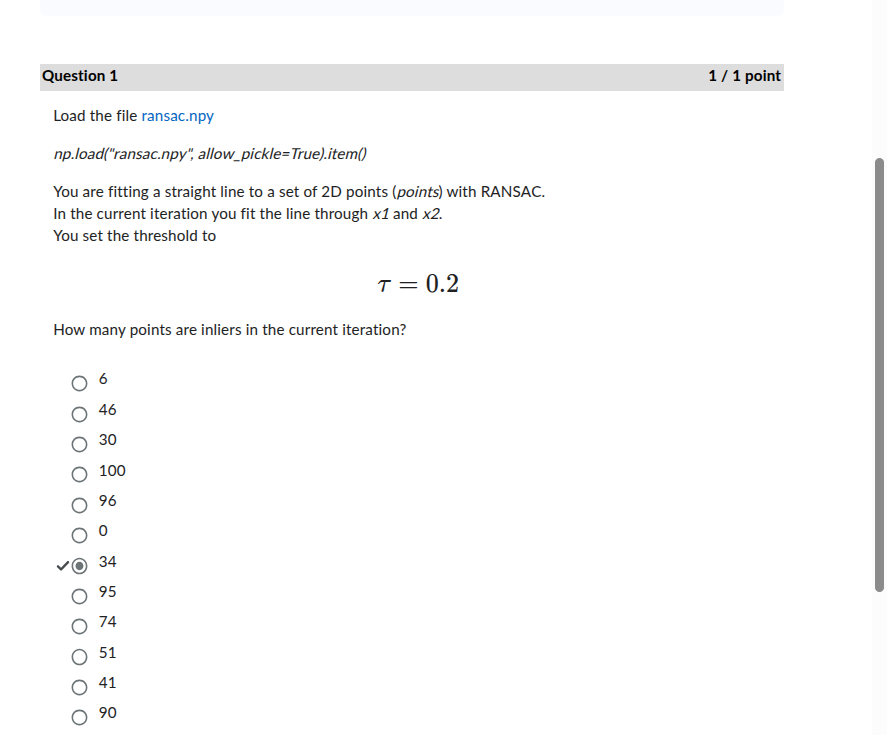 Question 1
1 / 1 point
Load the file ransac.npy
np.load("ransac.npy", allow_pickle=True).item()
You are fitting a straight line to a set of 2D points (points) with RANSAC.
In the current iteration you fit the line through x1 and x2.
You set the threshold to
τ = 0.2
How many points are inliers in the current iteration?
6
46
30
100
96
0
34
95
74
51
41
90